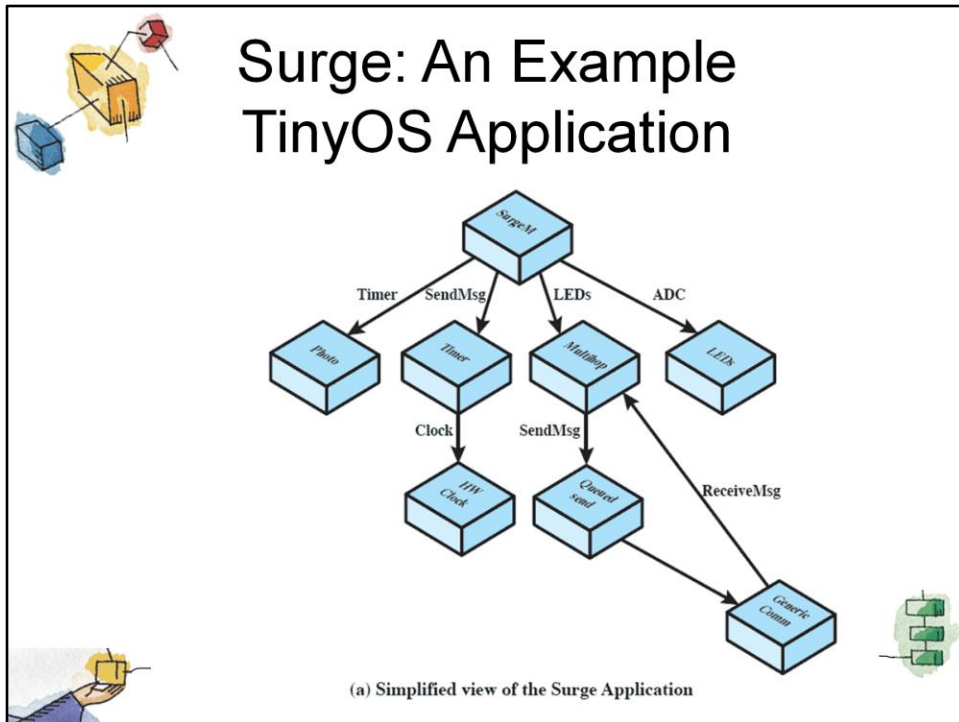 Surge: An Example
TinyOS Application
SurgeM
Timer SendMsg LEDs ADC
Photo Timer Multihop LEDs
Clock SendMsg
HW
Clock
Queued
send
ReceiveMsg
Generic
Comm
(a) Simplified view of the Surge Application